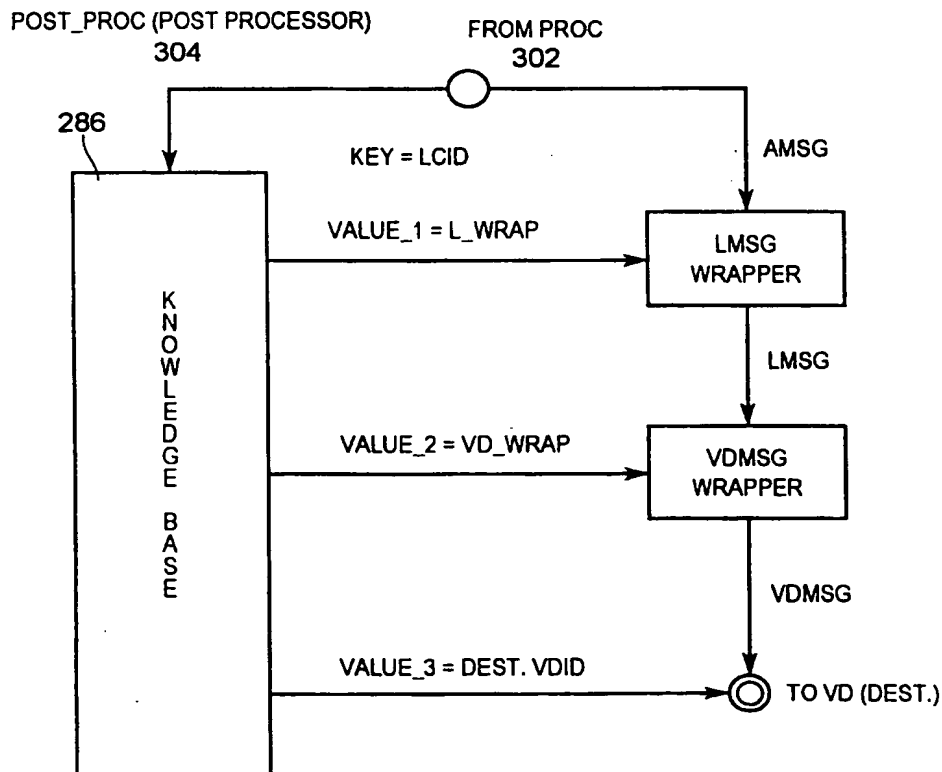 POST_PROC (POST PROCESSOR)
304
FROM PROC
302
286
KEY = LCID
AMSG
VALUE_1 = L_WRAP
LMSG
WRAPPER
KNOWLEDGE BASE
LMSG
VALUE_2 = VD_WRAP
VDMSG
WRAPPER
VDMSG
VALUE_3 = DEST. VDID
TO VD (DEST.)